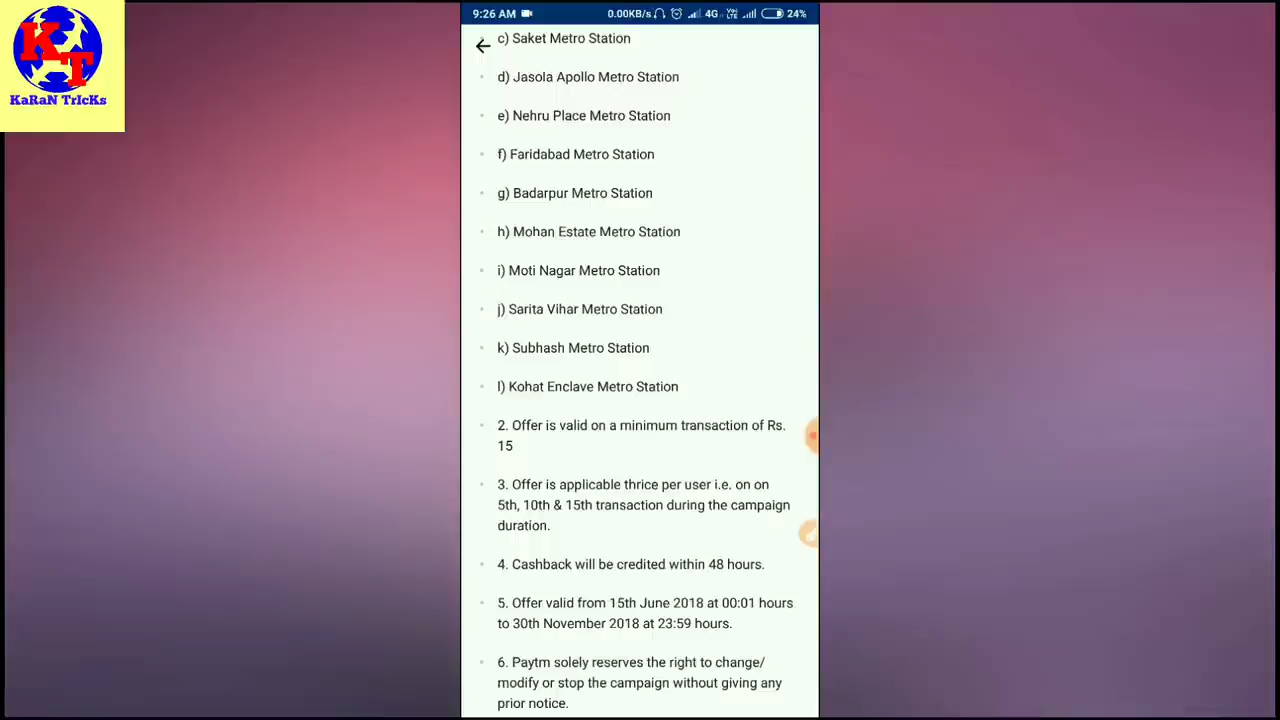 KT
KaRaN TrIcKs
9:26 AM
0.00KB/s
4G
VoLTE
24%
c) Saket Metro Station
d) Jasola Apollo Metro Station
e) Nehru Place Metro Station
f) Faridabad Metro Station
g) Badarpur Metro Station
h) Mohan Estate Metro Station
i) Moti Nagar Metro Station
j) Sarita Vihar Metro Station
k) Subhash Metro Station
l) Kohat Enclave Metro Station
2. Offer is valid on a minimum transaction of Rs.
15
3. Offer is applicable thrice per user i.e. on on
5th, 10th & 15th transaction during the campaign
duration.
4. Cashback will be credited within 48 hours.
5. Offer valid from 15th June 2018 at 00:01 hours
to 30th November 2018 at 23:59 hours.
6. Paytm solely reserves the right to change/
modify or stop the campaign without giving any
prior notice.